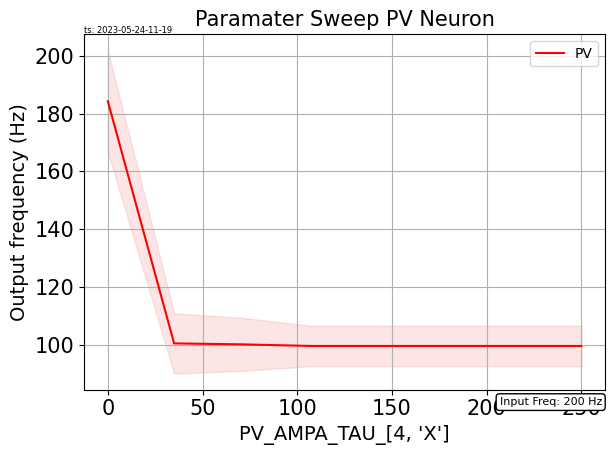 Paramater Sweep PV Neuron
ts: 2023-05-24-11-19
PV
Output frequency (Hz)
200
180
160
140
120
100
0 50 100 150 200 250
Input Freq: 200 Hz
PV_AMPA_TAU_[4, 'X']